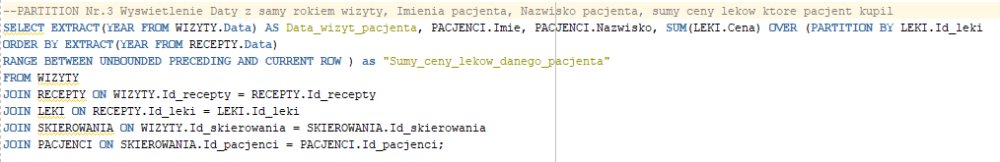 --PARTITION Nr.3 Wyswietlenie Daty z samy rokiem wizyty, Imienia pacjenta, Nazwisko pacjenta, sumy ceny lekow ktore pacjent kupil
SELECT EXTRACT(YEAR FROM WIZYTY.Data) AS Data_wizyt_pacjenta, PACJENCI.Imie, PACJENCI.Nazwisko, SUM(LEKI.Cena) OVER (PARTITION BY LEKI.Id_leki
ORDER BY EXTRACT(YEAR FROM RECEPTY.Data)
RANGE BETWEEN UNBOUNDED PRECEDING AND CURRENT ROW ) as "Sumy_ceny_lekow_danego_pacjenta"
FROM WIZYTY
JOIN RECEPTY ON WIZYTY.Id_recepty = RECEPTY.Id_recepty
JOIN LEKI ON RECEPTY.Id_leki = LEKI.Id_leki
JOIN SKIEROWANIA ON WIZYTY.Id_skierowania = SKIEROWANIA.Id_skierowania
JOIN PACJENCI ON SKIEROWANIA.Id_pacjenci = PACJENCI.Id_pacjenci;